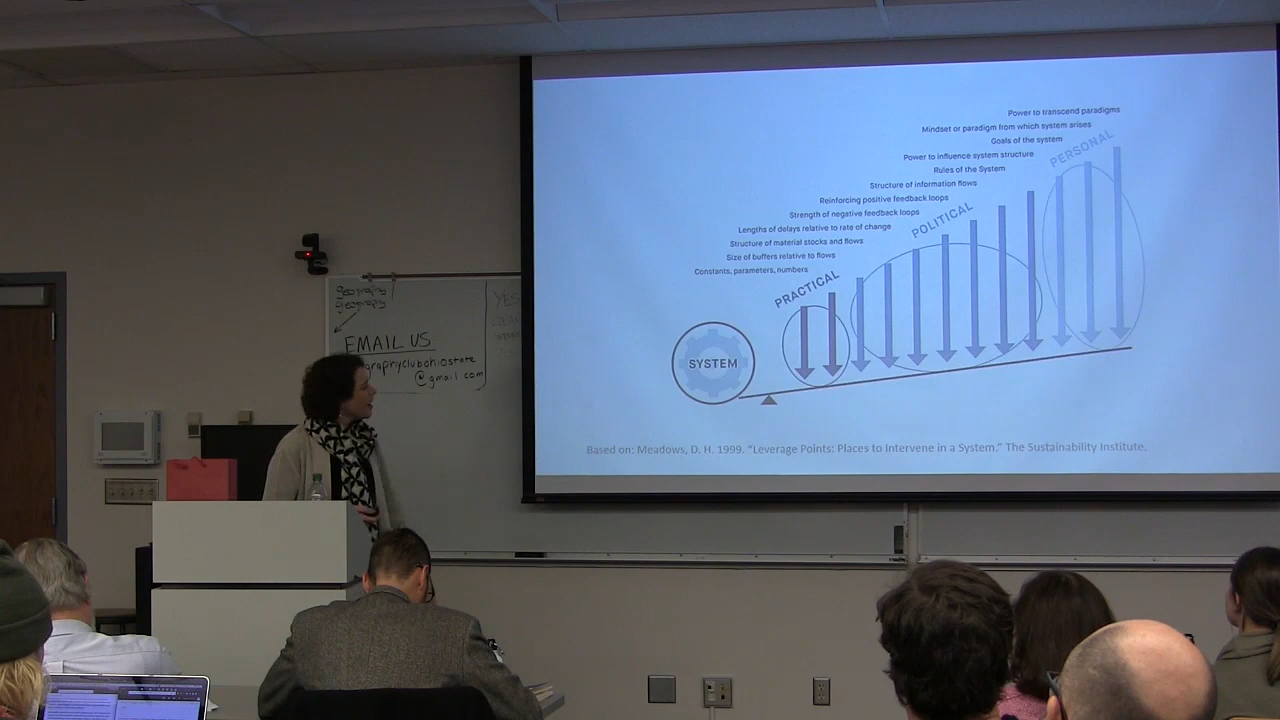 Power to transcend paradigms
Mindset or paradigm from which system arises
Goals of the system
Power to influence system structure
Rules of the System
Structure of information flows
Reinforcing positive feedback loops
Strength of negative feedback loops
Lengths of delays relative to rate of change
Structure of material stocks and flows
Size of buffers relative to flows
Constants, parameters, numbers
PRACTICAL
POLITICAL
PERSONAL
SYSTEM
Based on: Meadows, D. H. 1999. “Leverage Points: Places to Intervene in a System.” The Sustainability Institute.
geography
geography
EMAIL US
graphyclubohiostate
@gmail com
YES